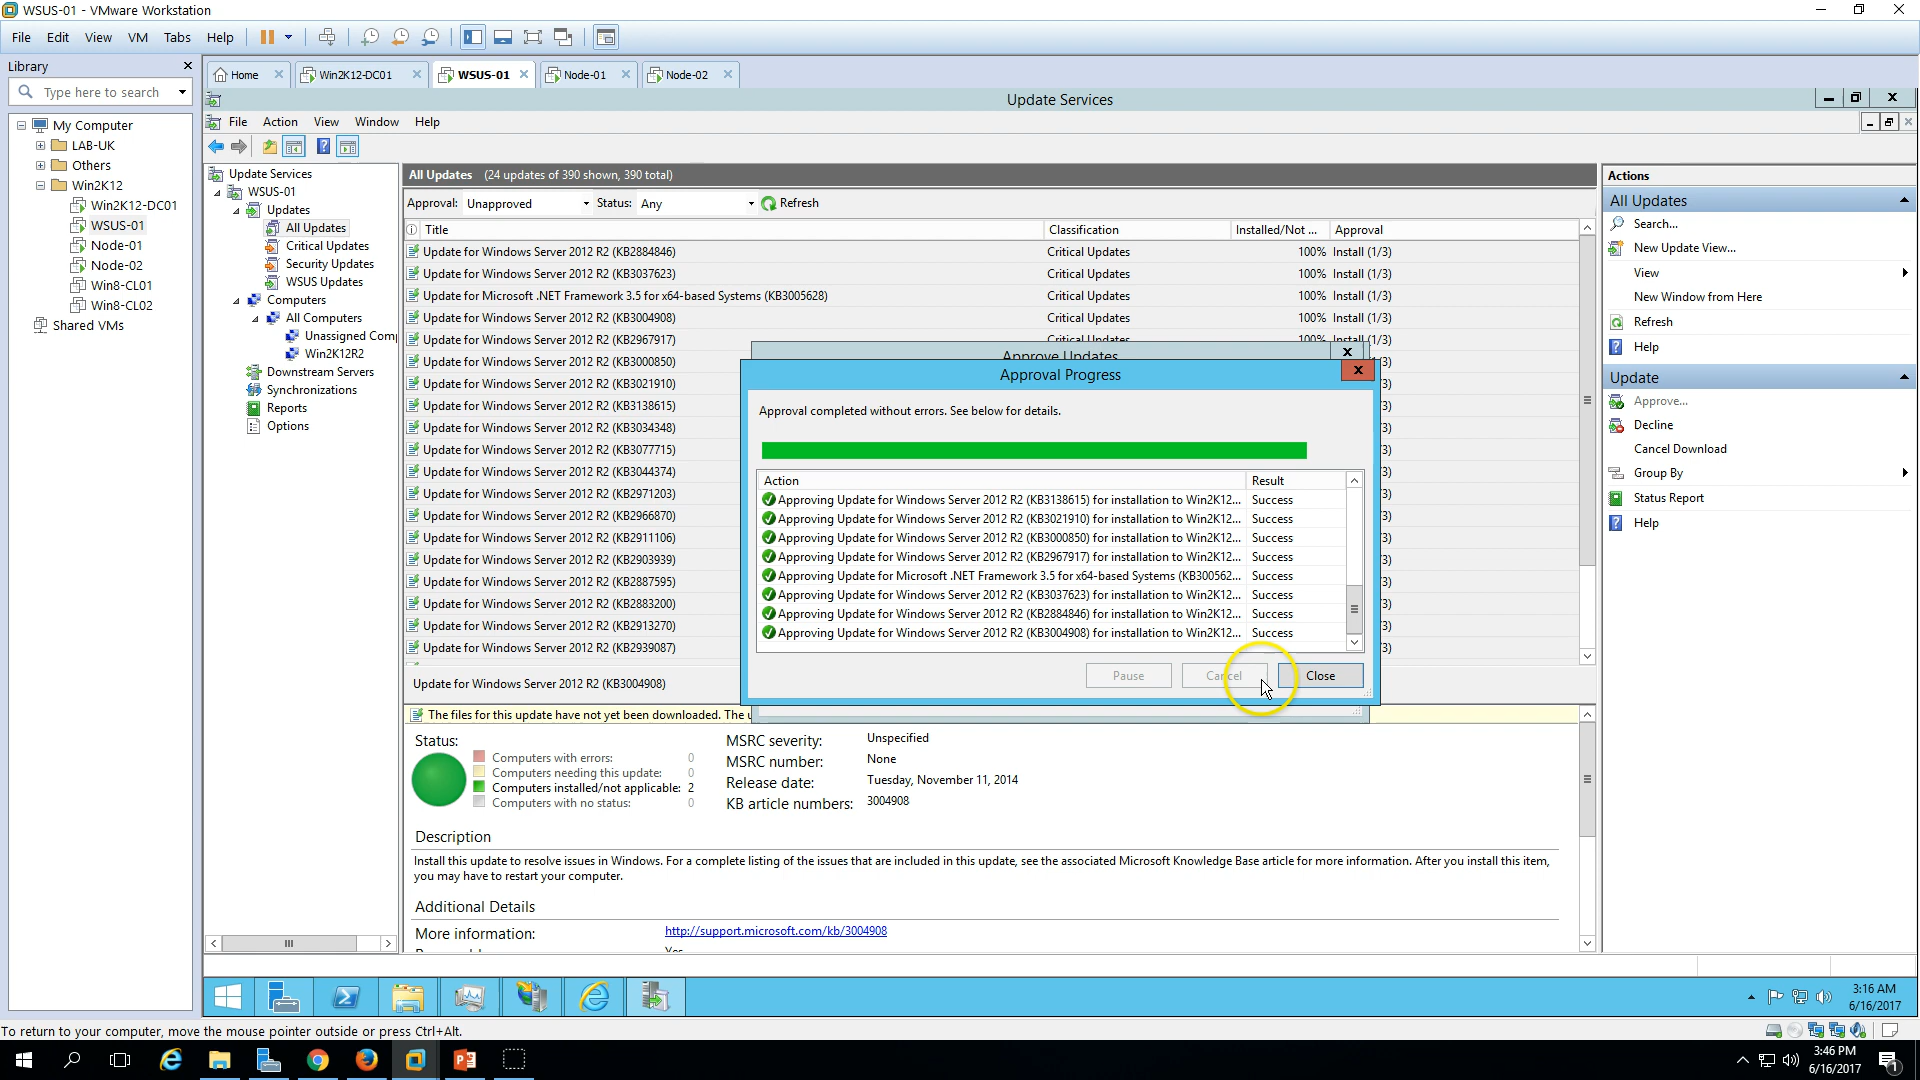 WSUS-01 - VMware Workstation
File Edit View VM Tabs Help
Library
Type here to search
My Computer
LAB-UK
Others
Win2K12
Win2K12-DC01
WSUS-01
Node-01
Node-02
Win8-CL01
Win8-CL02
Shared VMs
Home Win2K12-DC01 WSUS-01 Node-01 Node-02
Update Services
File Action View Window Help
Update Services
WSUS-01
Updates
All Updates
Critical Updates
Security Updates
WSUS Updates
Computers
All Computers
Unassigned Comp
Win2K12R2
Downstream Servers
Synchronizations
Reports
Options
All Updates (24 updates of 390 shown, 390 total)
Approval: Unapproved Status: Any Refresh
Title Classification Installed/Not ... Approval
Update for Windows Server 2012 R2 (KB2884846) Critical Updates 100% Install (1/3)
Update for Windows Server 2012 R2 (KB3037623) Critical Updates 100% Install (1/3)
Update for Microsoft .NET Framework 3.5 for x64-based Systems (KB3005628) Critical Updates 100% Install (1/3)
Update for Windows Server 2012 R2 (KB3004908) Critical Updates 100% Install (1/3)
Update for Windows Server 2012 R2 (KB2967917) Critical Updates 100% Install (1/3)
Update for Windows Server 2012 R2 (KB3000850) /3)
Update for Windows Server 2012 R2 (KB3021910) /3)
Update for Windows Server 2012 R2 (KB3138615) /3)
Update for Windows Server 2012 R2 (KB3034348) /3)
Update for Windows Server 2012 R2 (KB3077715) /3)
Update for Windows Server 2012 R2 (KB3044374) /3)
Update for Windows Server 2012 R2 (KB2971203) /3)
Update for Windows Server 2012 R2 (KB2966870) /3)
Update for Windows Server 2012 R2 (KB2911106) /3)
Update for Windows Server 2012 R2 (KB2903939) /3)
Update for Windows Server 2012 R2 (KB2887595) /3)
Update for Windows Server 2012 R2 (KB2883200) /3)
Update for Windows Server 2012 R2 (KB2913270) /3)
Update for Windows Server 2012 R2 (KB2939087) /3)
Approve Updates
Approval Progress
Approval completed without errors. See below for details.
Action Result
Approving Update for Windows Server 2012 R2 (KB3138615) for installation to Win2K12... Success
Approving Update for Windows Server 2012 R2 (KB3021910) for installation to Win2K12... Success
Approving Update for Windows Server 2012 R2 (KB3000850) for installation to Win2K12... Success
Approving Update for Windows Server 2012 R2 (KB2967917) for installation to Win2K12... Success
Approving Update for Microsoft .NET Framework 3.5 for x64-based Systems (KB300562... Success
Approving Update for Windows Server 2012 R2 (KB3037623) for installation to Win2K12... Success
Approving Update for Windows Server 2012 R2 (KB2884846) for installation to Win2K12... Success
Approving Update for Windows Server 2012 R2 (KB3004908) for installation to Win2K12... Success
Pause Cancel Close
Update for Windows Server 2012 R2 (KB3004908)
The files for this update have not yet been downloaded. The u
Status:
Computers with errors: 0
Computers needing this update: 0
Computers installed/not applicable: 2
Computers with no status: 0
MSRC severity: Unspecified
MSRC number: None
Release date: Tuesday, November 11, 2014
KB article numbers: 3004908
Description
Install this update to resolve issues in Windows. For a complete listing of the issues that are included in this update, see the associated Microsoft Knowledge Base article for more information. After you install this item,
you may have to restart your computer.
Additional Details
More information: http://support.microsoft.com/kb/3004908
Actions
All Updates
Search...
New Update View...
View
New Window from Here
Refresh
Help
Update
Approve...
Decline
Cancel Download
Group By
Status Report
Help
3:16 AM
6/16/2017
To return to your computer, move the mouse pointer outside or press Ctrl+Alt.
3:46 PM
6/16/2017
1